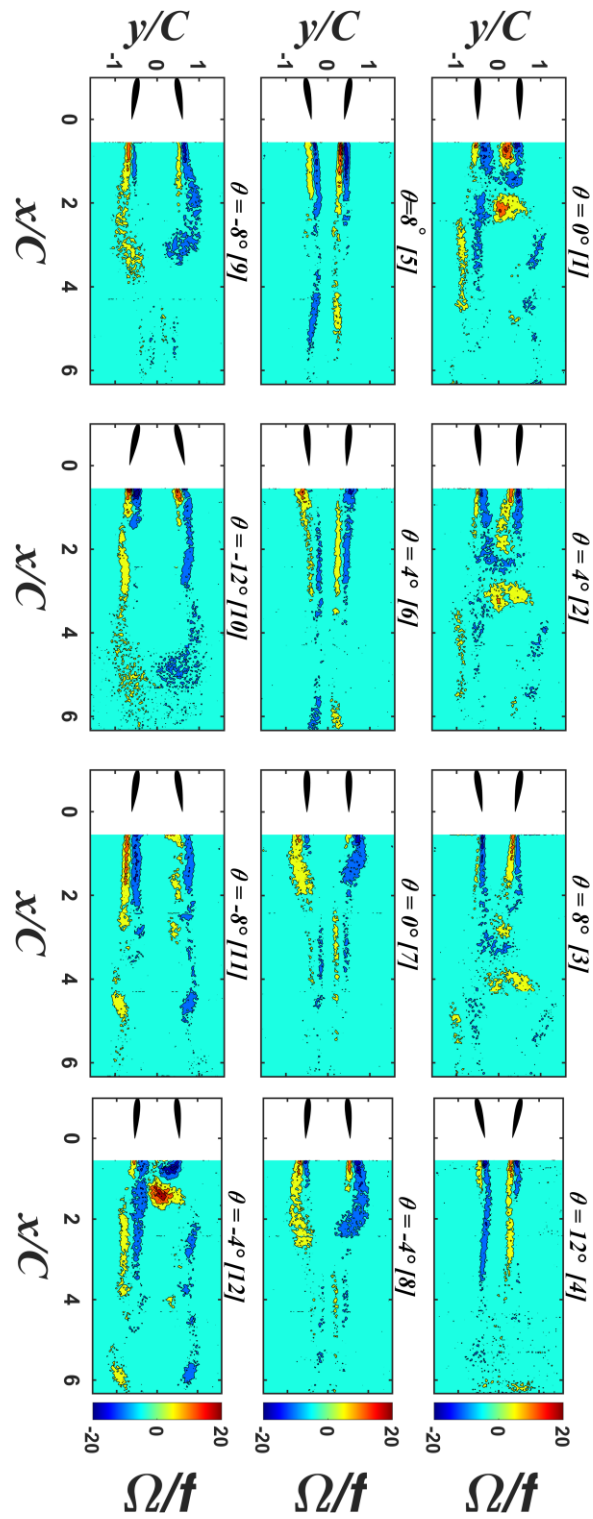 θ = 0° [1]
θ = 4° [2]
θ = 8° [3]
θ = 12° [4]
y/C
1
0
-1
20
0
-20
Ω/f
θ=8° [5]
θ = 4° [6]
θ = 0° [7]
θ = -4° [8]
y/C
1
0
-1
20
0
-20
Ω/f
θ = -8° [9]
θ = -12° [10]
θ = -8° [11]
θ = -4° [12]
y/C
1
0
-1
20
0
-20
Ω/f
0 2 4 6
0 2 4 6
0 2 4 6
0 2 4 6
x/C
x/C
x/C
x/C